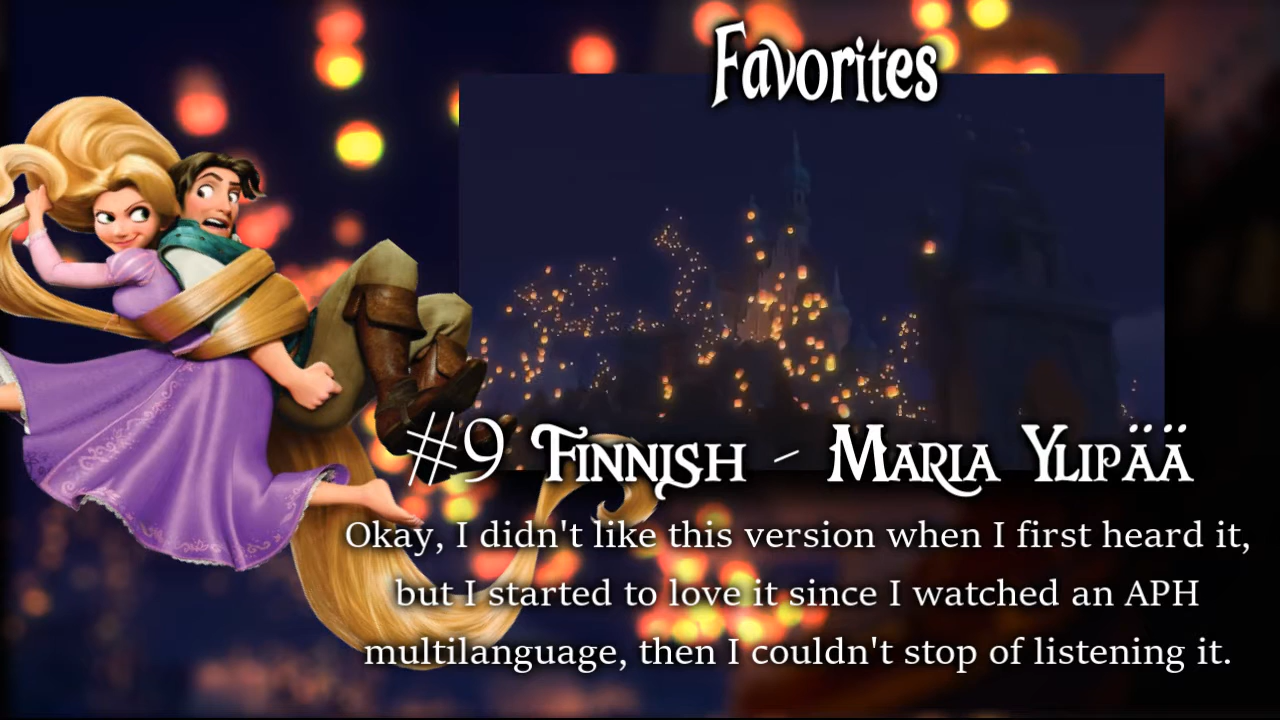 Favorites
#9 Finnish - Maria Ylipää
Okay, I didn't like this version when I first heard it,
but I started to love it since I watched an APH
multilanguage, then I couldn't stop of listening it.